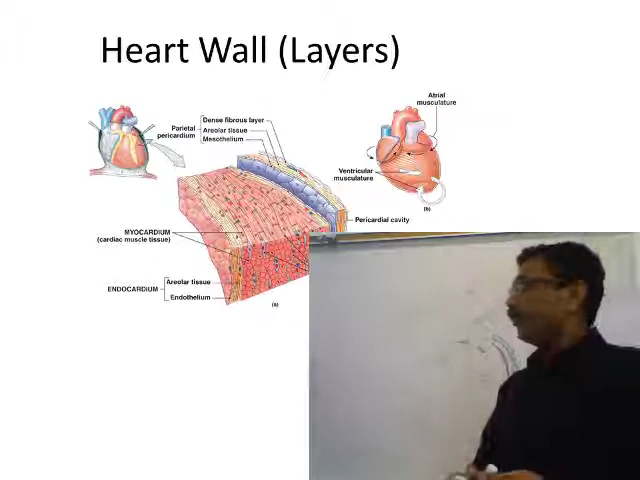 Heart Wall (Layers)
Atrial
musculature
Parietal
pericardium
Dense fibrous layer
Areolar tissue
Mesothelium
Ventricular
musculature
(b)
Pericardial cavity
MYOCARDIUM
(cardiac muscle tissue)
ENDOCARDIUM
Areolar tissue
Endothelium
(a)